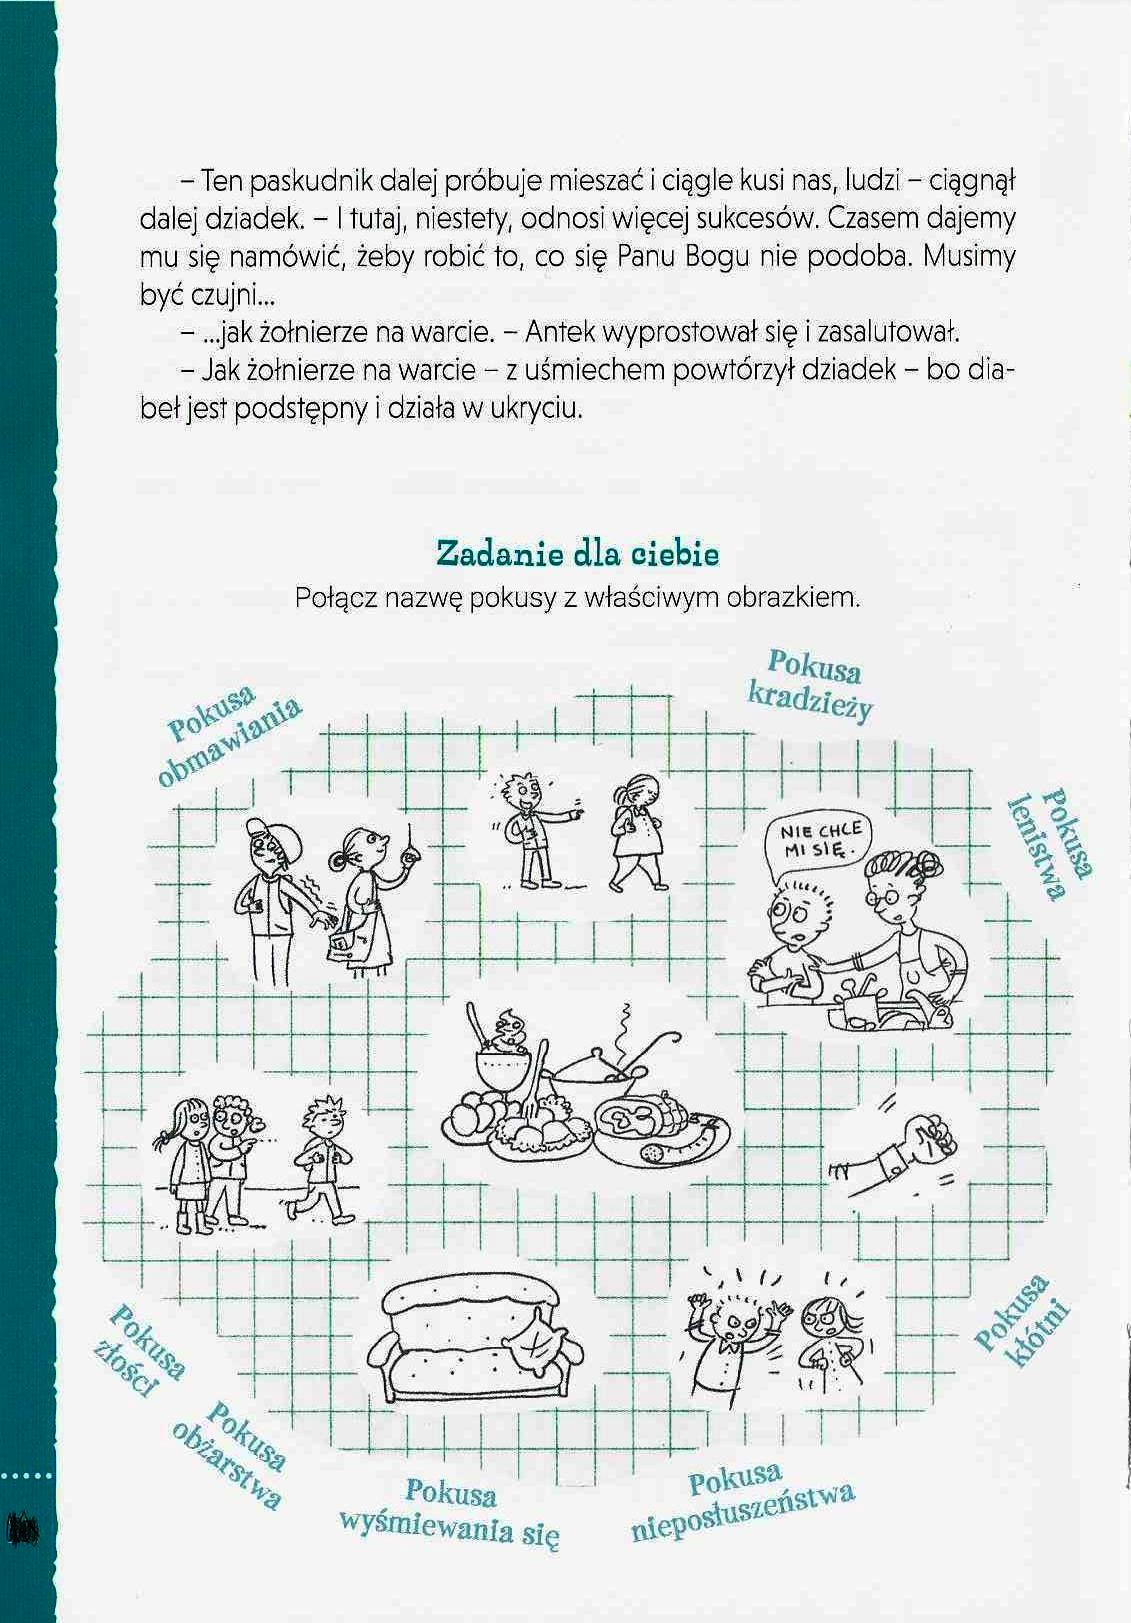 – Ten paskudnik dalej próbuje mieszać i ciągle kusi nas, ludzi – ciągnął
dalej dziadek. – I tutaj, niestety, odnosi więcej sukcesów. Czasem dajemy
mu się namówić, żeby robić to, co się Panu Bogu nie podoba. Musimy
być czujni...
– ...jak żołnierze na warcie. – Antek wyprostował się i zasalutował.
– Jak żołnierze na warcie – z uśmiechem powtórzył dziadek – bo dia-
beł jest podstępny i działa w ukryciu.
Zadanie dla ciebie
Połącz nazwę pokusy z właściwym obrazkiem.
Pokusa
obmawiania
Pokusa
kradzieży
Pokusa
lenistwa
NIE CHCE
MI SIĘ.
Pokusa
złości
Pokusa
obżarstwa
Pokusa
wyśmiewania się
Pokusa
nieposłuszeństwa
Pokusa
kłótni